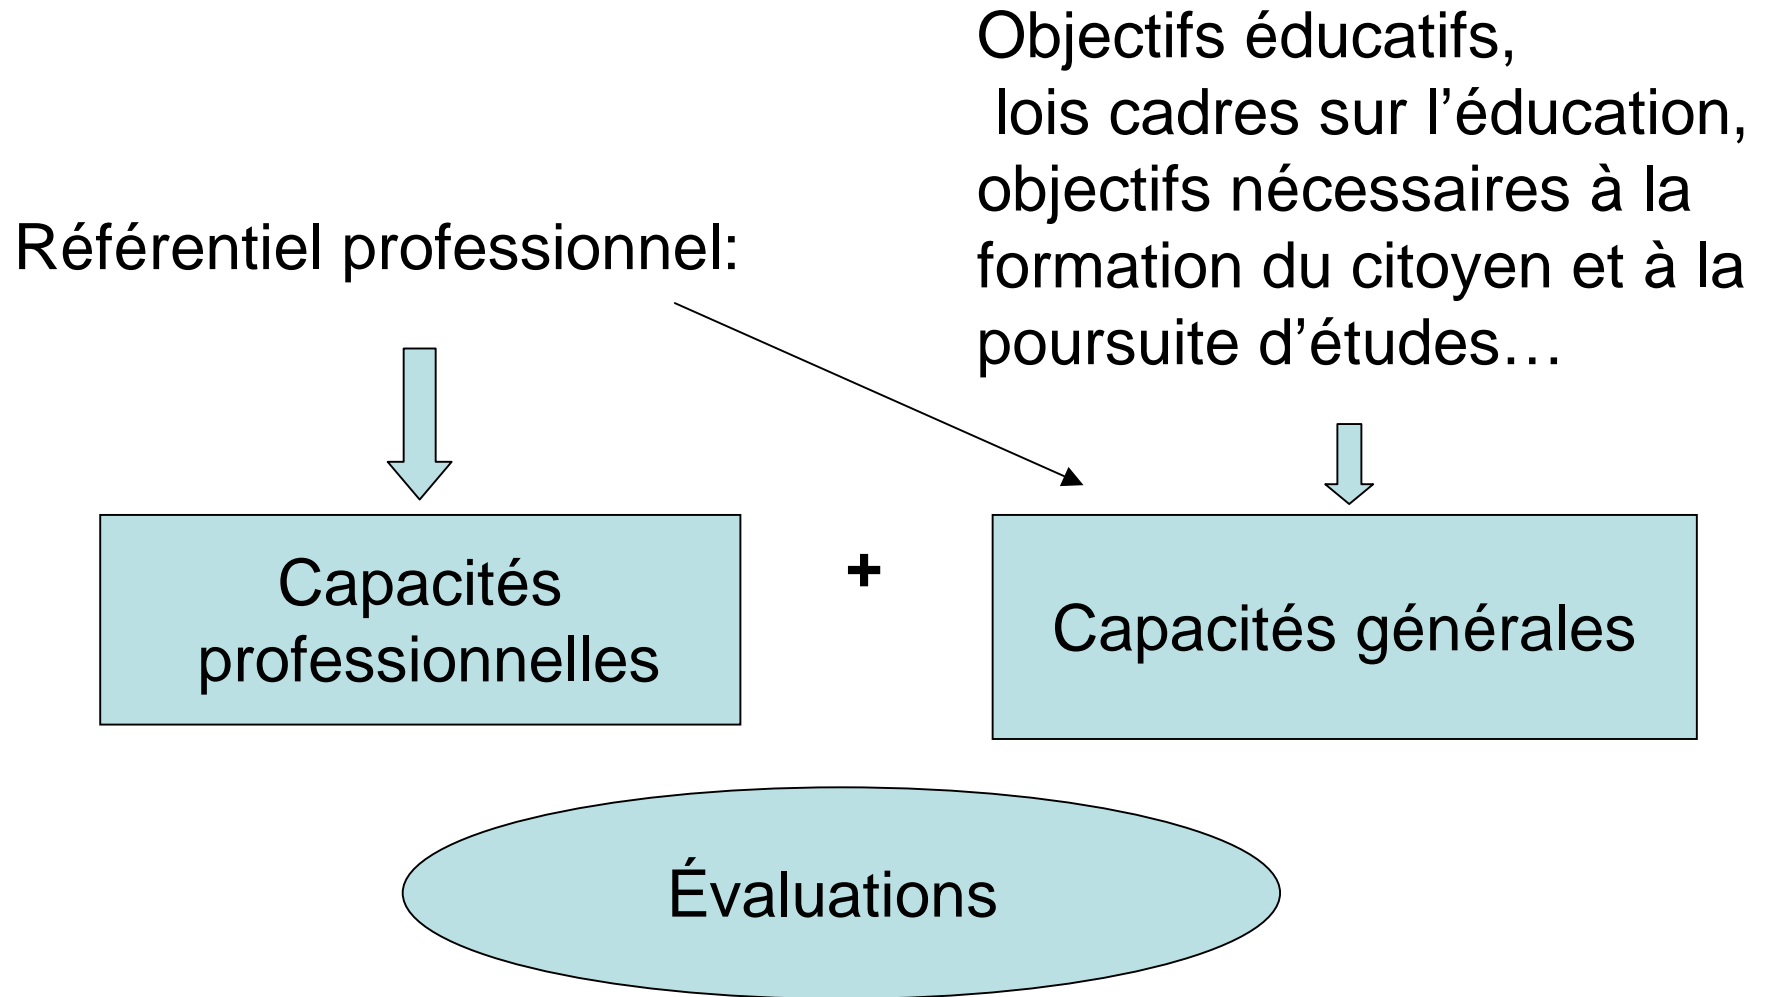 Objectifs éducatifs,
lois cadres sur l’éducation,
objectifs nécessaires à la
formation du citoyen et à la
poursuite d’études…
Référentiel professionnel:
Capacités
professionnelles
+
Capacités générales
Évaluations